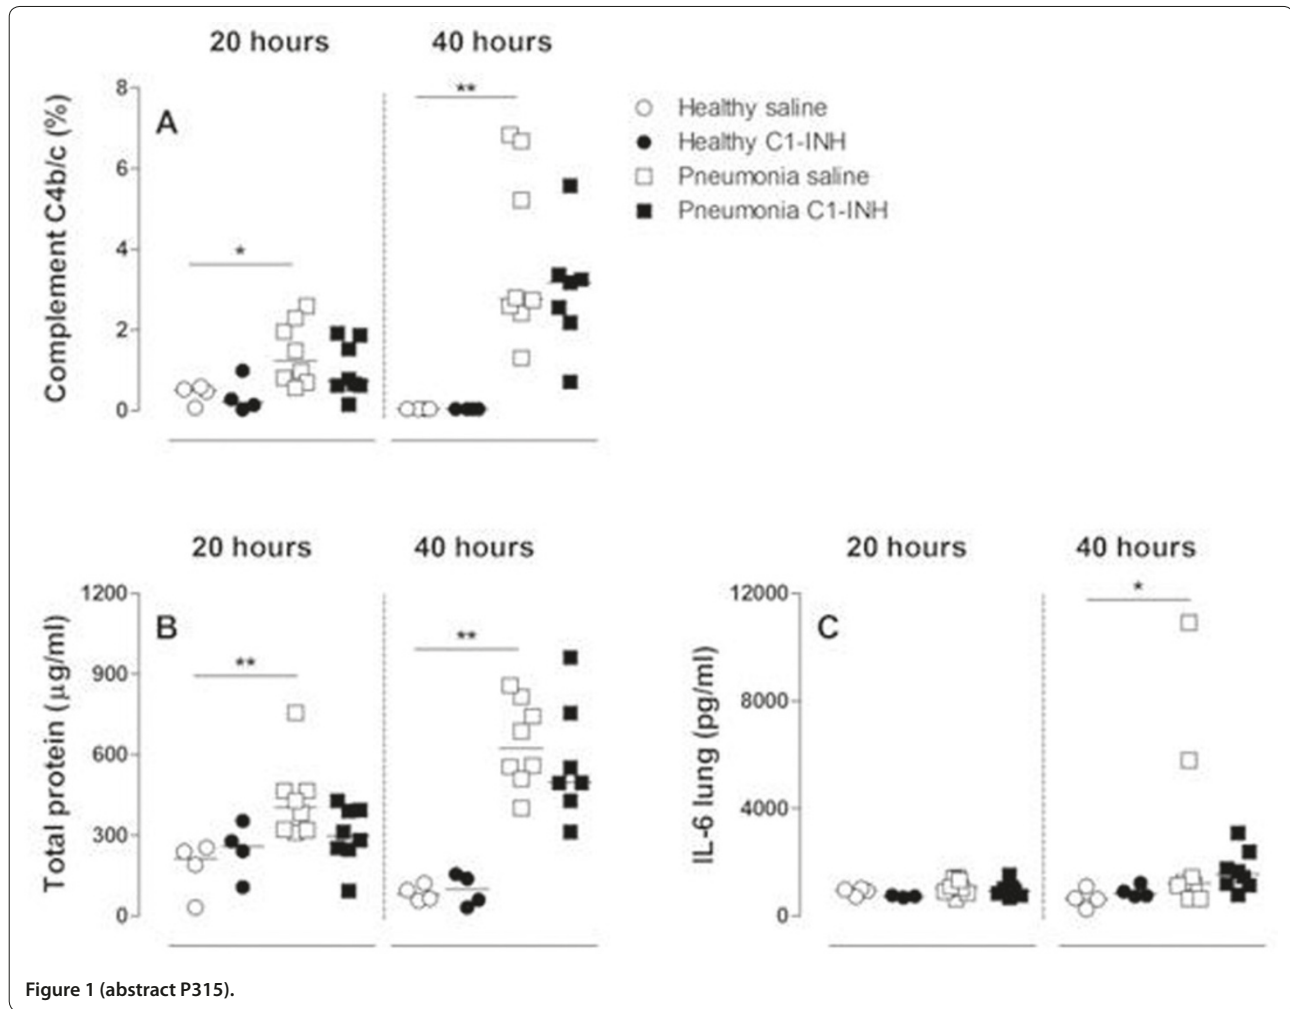 20 hours 40 hours
Complement C4b/c (%)
8
6
4
2
0
A
*
**
Healthy saline
Healthy C1-INH
Pneumonia saline
Pneumonia C1-INH
20 hours 40 hours
Total protein (µg/ml)
1200
900
600
300
0
B
**
**
20 hours 40 hours
IL-6 lung (pg/ml)
12000
8000
4000
0
C
*
Figure 1 (abstract P315).